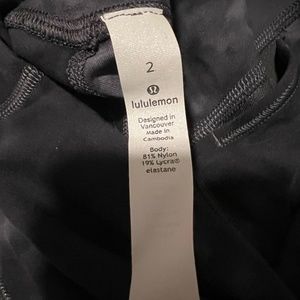 2
lululemon
Designed in
Vancouver
Made in
Cambodia
Body:
81% Nylon
19% Lycra®
elastane